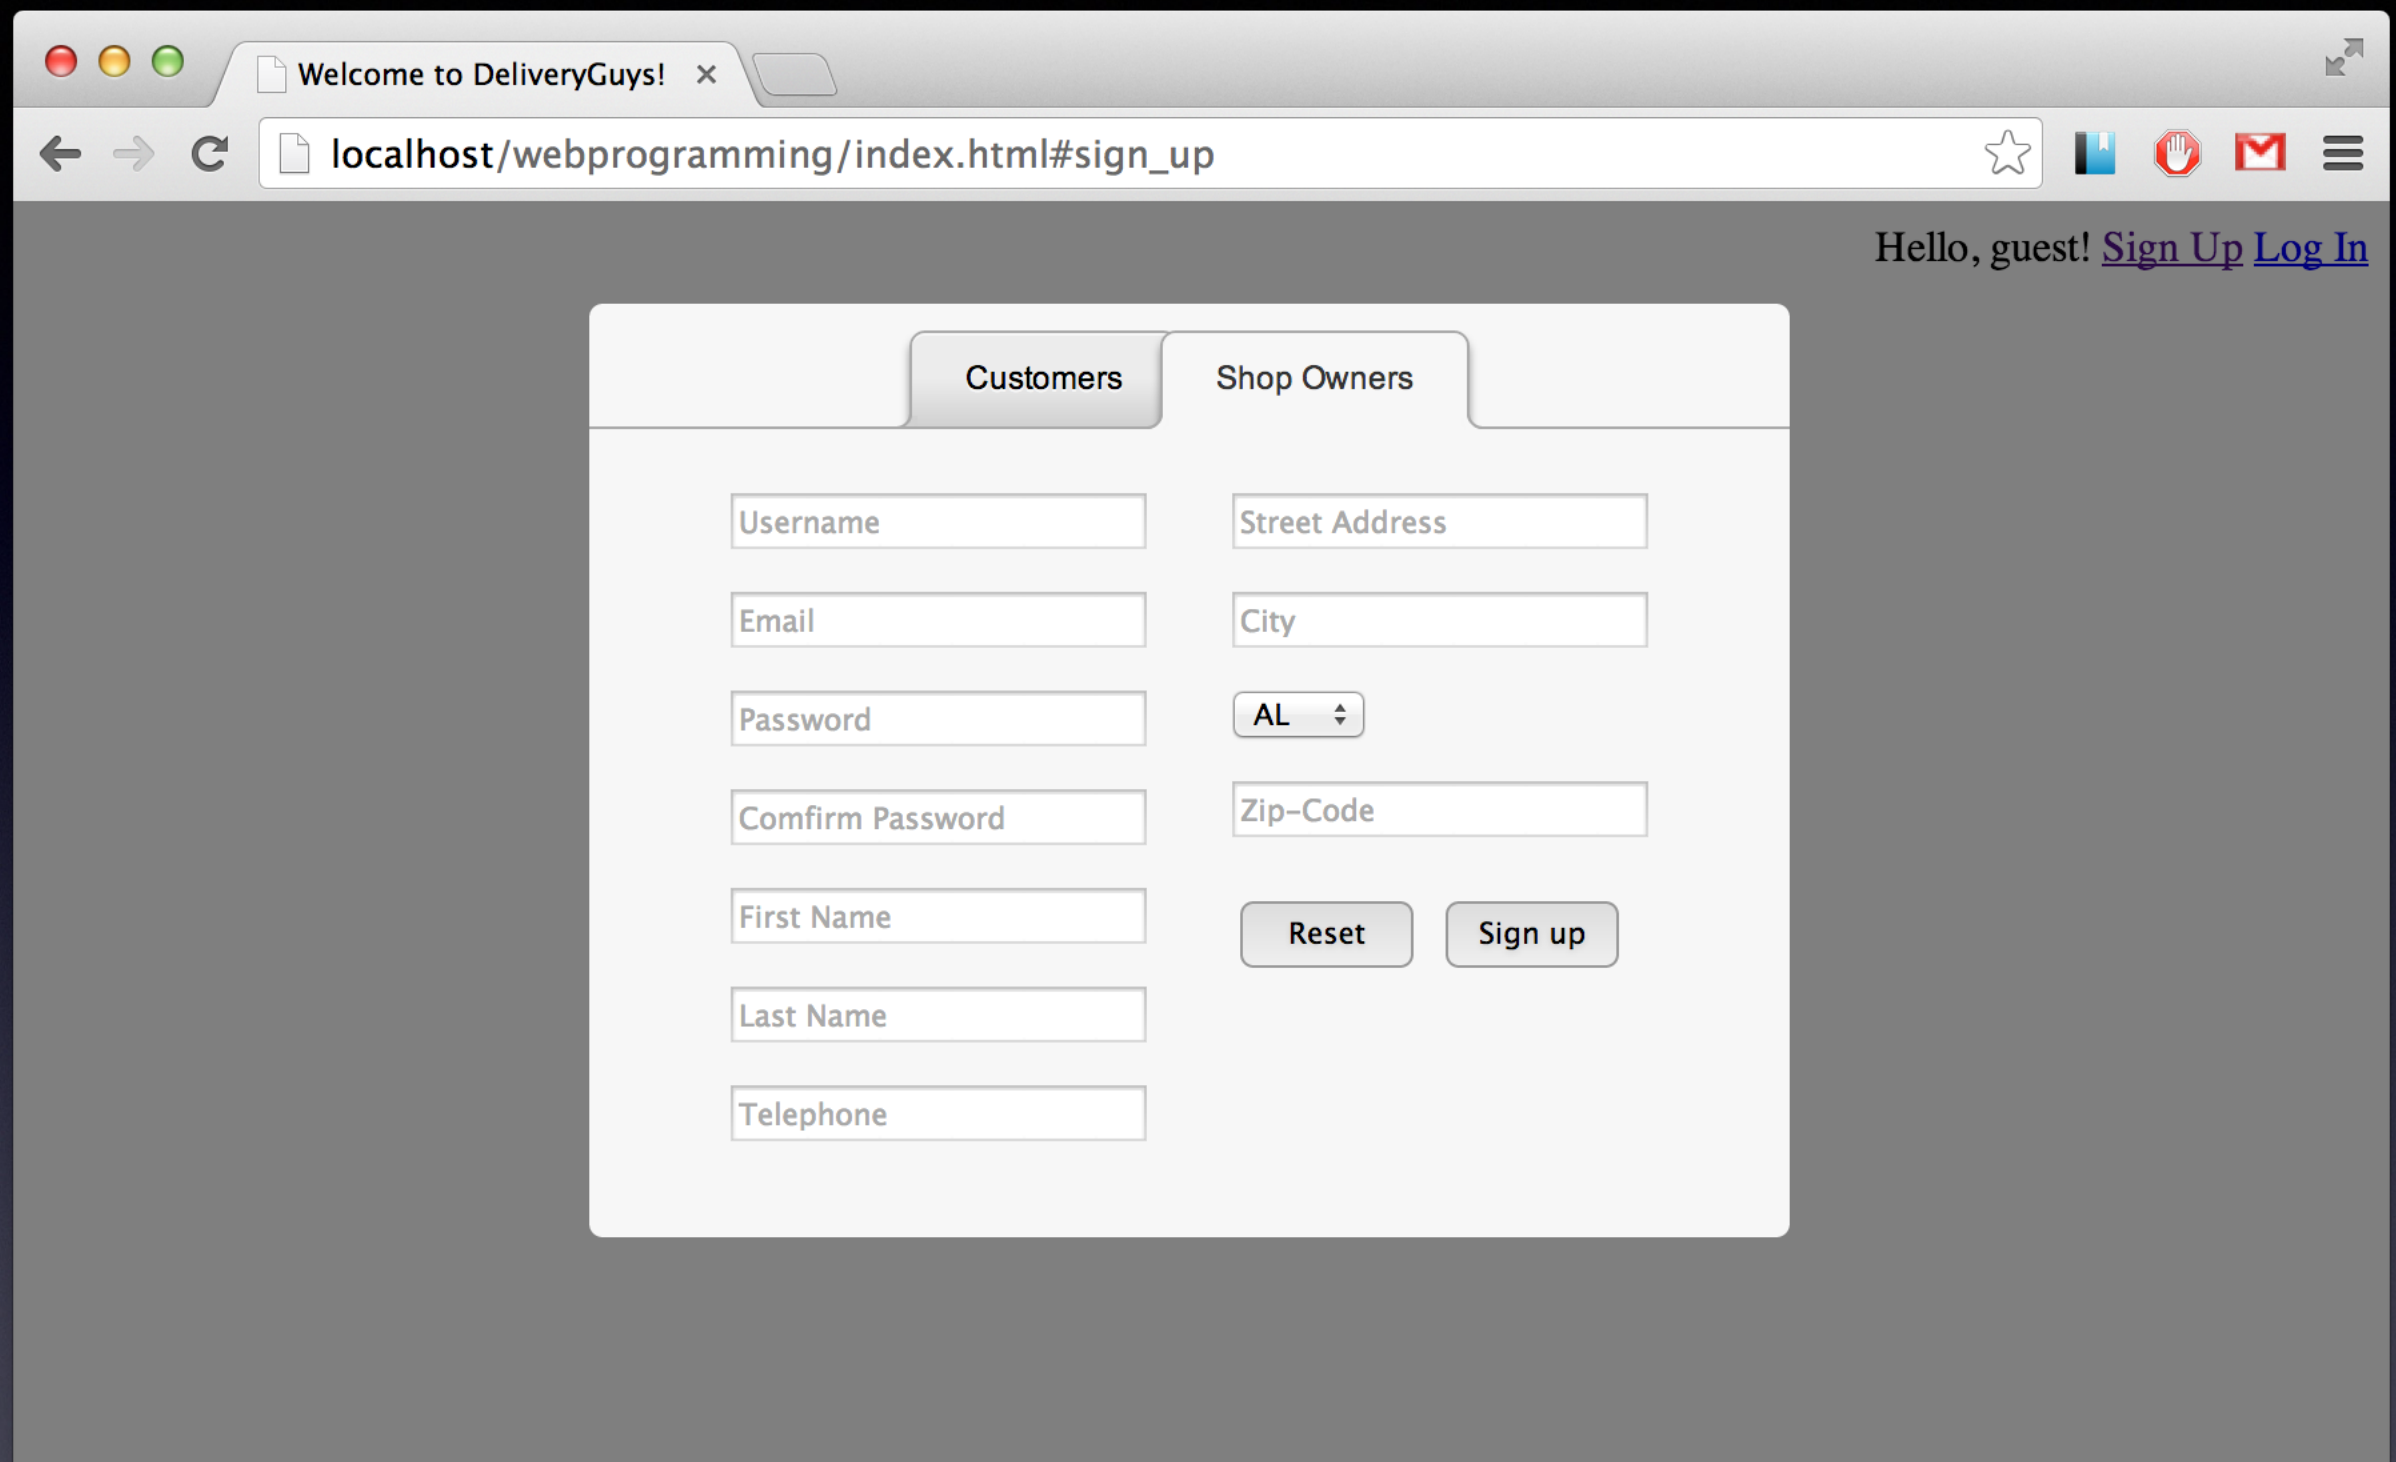 Welcome to DeliveryGuys!
localhost/webprogramming/index.html#sign_up
Hello, guest! Sign Up Log In
Customers
Shop Owners
Username
Email
Password
Comfirm Password
First Name
Last Name
Telephone
Street Address
City
AL
Zip-Code
Reset
Sign up